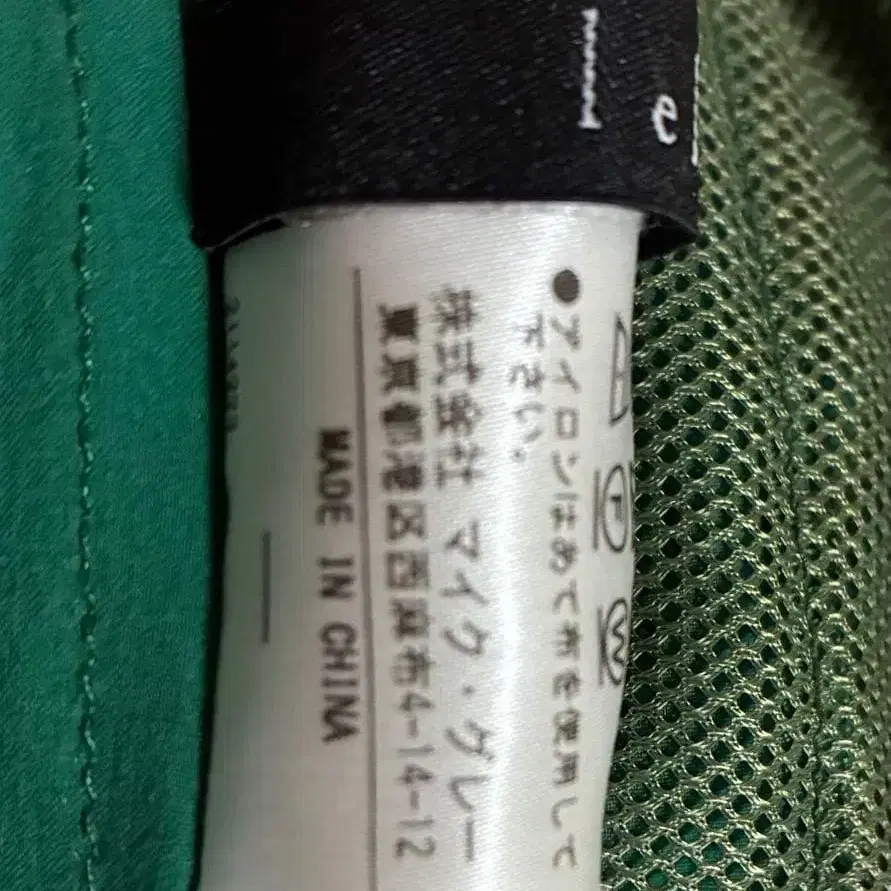 ●アイロンはあて布を使用して
下さい。
株式会社 マイク・グレー
東京都港区西麻布4-14-12
MADE IN CHINA